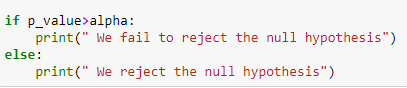 if p_value>alpha:
    print(" We fail to reject the null hypothesis")
else:
    print(" We reject the null hypothesis")